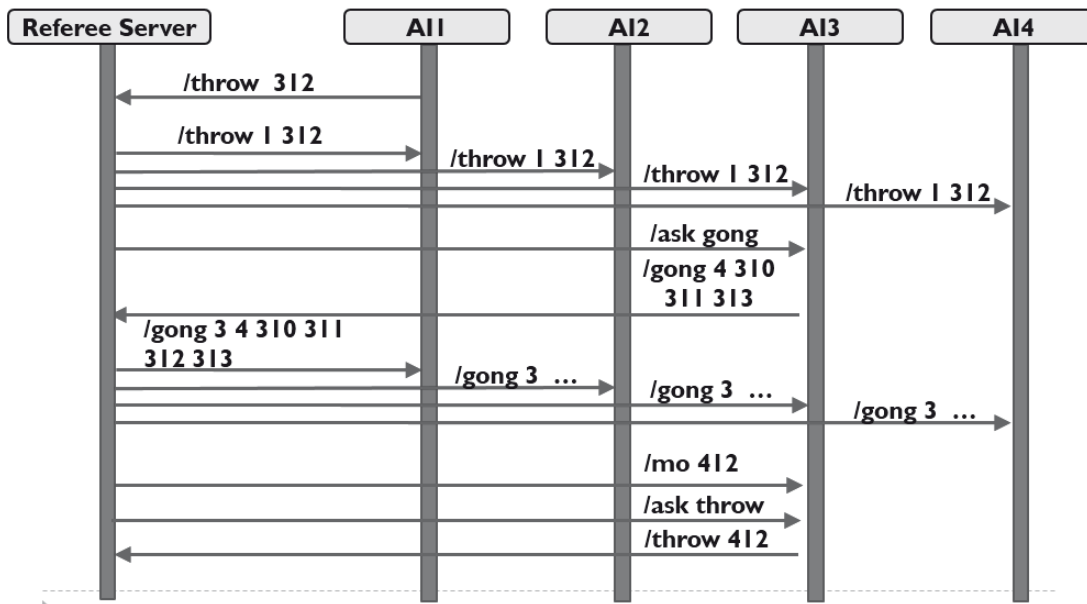 Referee Server
AI1
AI2
AI3
AI4
/throw 312
/throw 1 312
/throw 1 312
/throw 1 312
/throw 1 312
/ask gong
/gong 4 310
311 313
/gong 3 4 310 311
312 313
/gong 3 ...
/gong 3 ...
/gong 3 ...
/mo 412
/ask throw
/throw 412